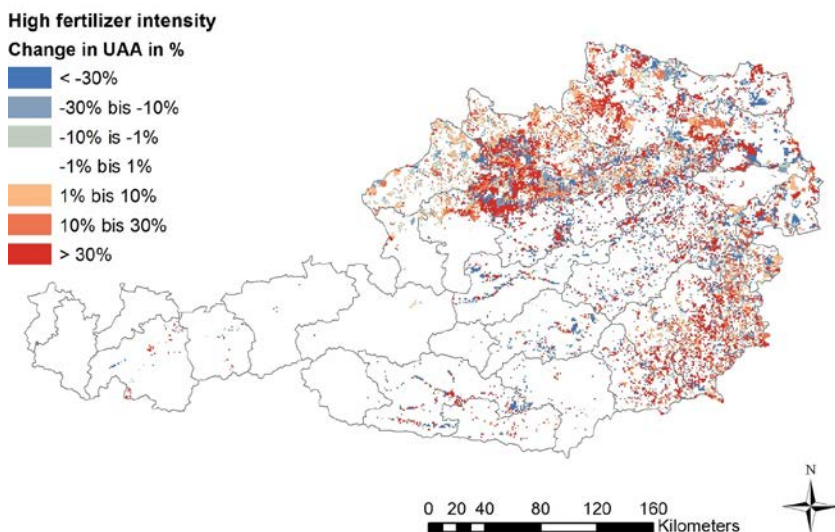 High fertilizer intensity
Change in UAA in %
< -30%
-30% bis -10%
-10% is -1%
-1% bis 1%
1% bis 10%
10% bis 30%
> 30%
N
0 20 40 80 120 160
Kilometers